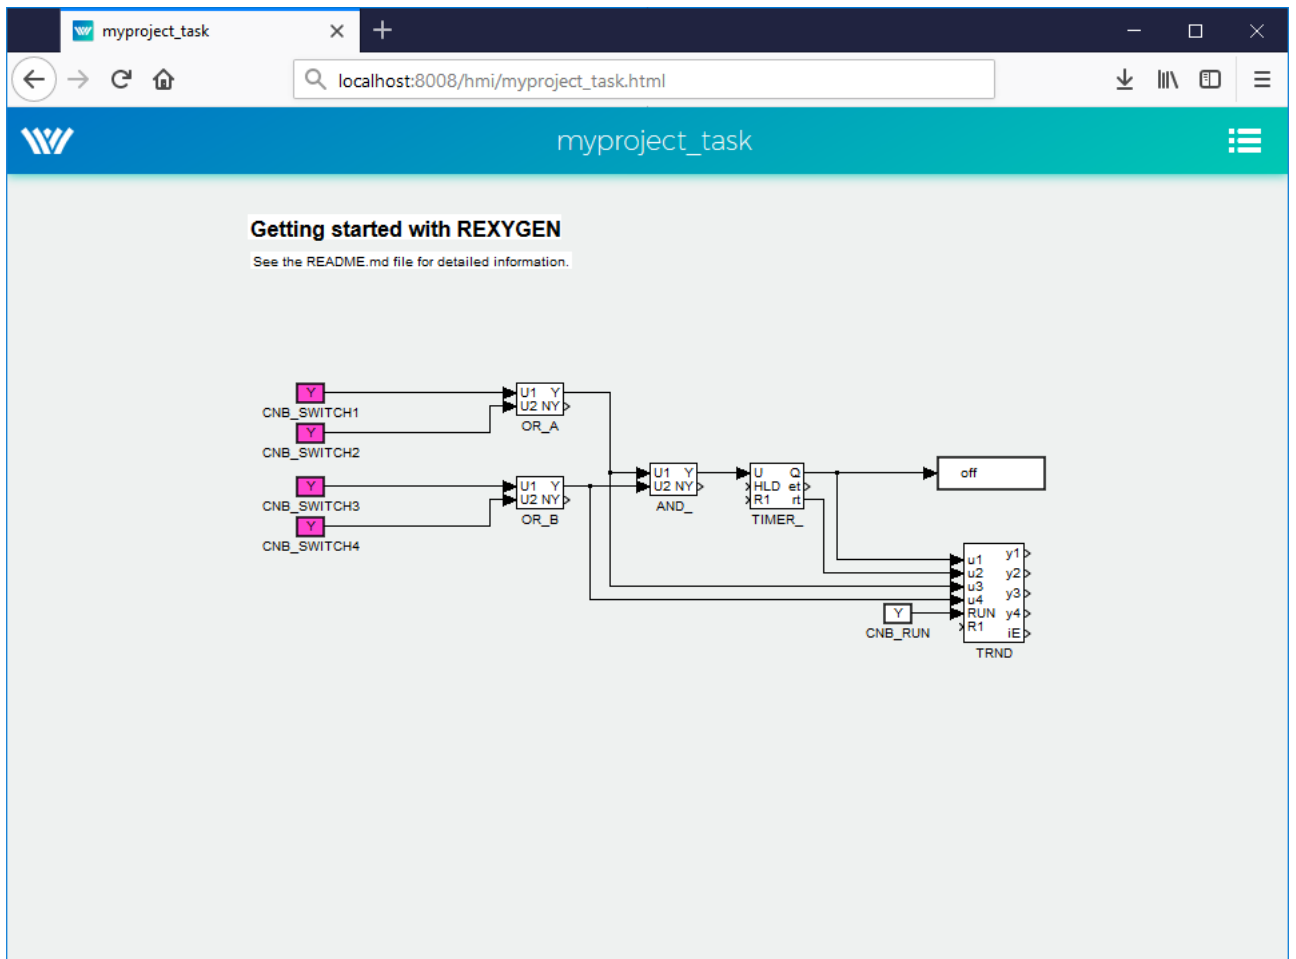 myproject_task
localhost:8008/hmi/myproject_task.html
myproject_task
Getting started with REXYGEN
See the README.md file for detailed information.
Y
CNB_SWITCH1
Y
CNB_SWITCH2
Y
CNB_SWITCH3
Y
CNB_SWITCH4
U1 Y
U2 NY
OR_A
U1 Y
U2 NY
OR_B
U1 Y
U2 NY
AND_
U Q
HLD et
R1 rt
TIMER_
off
Y
CNB_RUN
u1 y1
u2 y2
u3 y3
u4
RUN y4
R1 iE
TRND